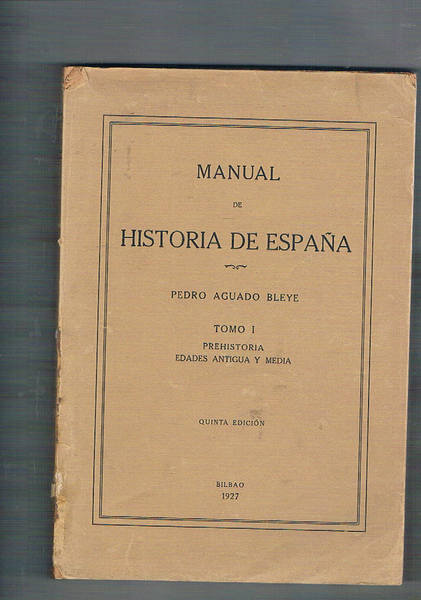 MANUAL
DE
HISTORIA DE ESPAÑA
PEDRO AGUADO BLEYE
TOMO I
PREHISTORIA
EDADES ANTIGUA Y MEDIA
QUINTA EDICIÓN
BILBAO
1927